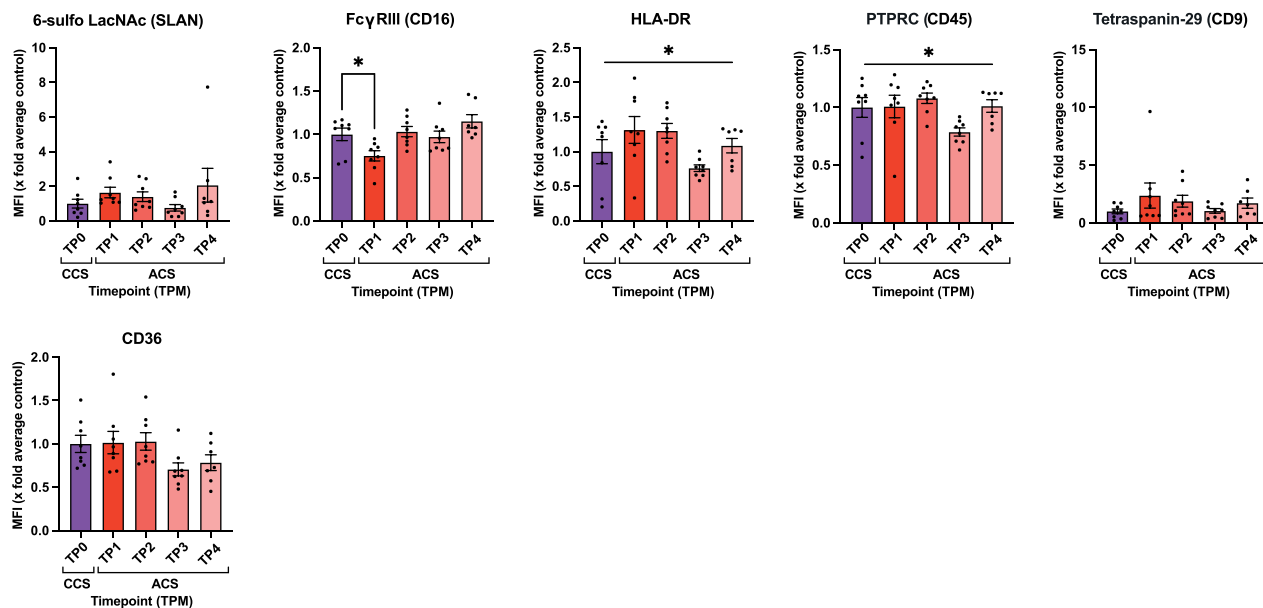 6-sulfo LacNAc (SLAN)
MFI (x fold average control)
10
8
6
4
2
0
TP0
TP1
TP2
TP3
TP4
CCS
ACS
Timepoint (TPM)
FcγRIII (CD16)
MFI (x fold average control)
2.0
1.5
1.0
0.5
0.0
*
TP0
TP1
TP2
TP3
TP4
CCS
ACS
Timepoint (TPM)
HLA-DR
MFI (x fold average control)
2.5
2.0
1.5
1.0
0.5
0.0
*
TP0
TP1
TP2
TP3
TP4
CCS
ACS
Timepoint (TPM)
PTPRC (CD45)
MFI (x fold average control)
1.5
1.0
0.5
0.0
*
TP0
TP1
TP2
TP3
TP4
CCS
ACS
Timepoint (TPM)
Tetraspanin-29 (CD9)
MFI (x fold average control)
15
10
5
0
TP0
TP1
TP2
TP3
TP4
CCS
ACS
Timepoint (TPM)
CD36
MFI (x fold average control)
2.0
1.5
1.0
0.5
0.0
TP0
TP1
TP2
TP3
TP4
CCS
ACS
Timepoint (TPM)